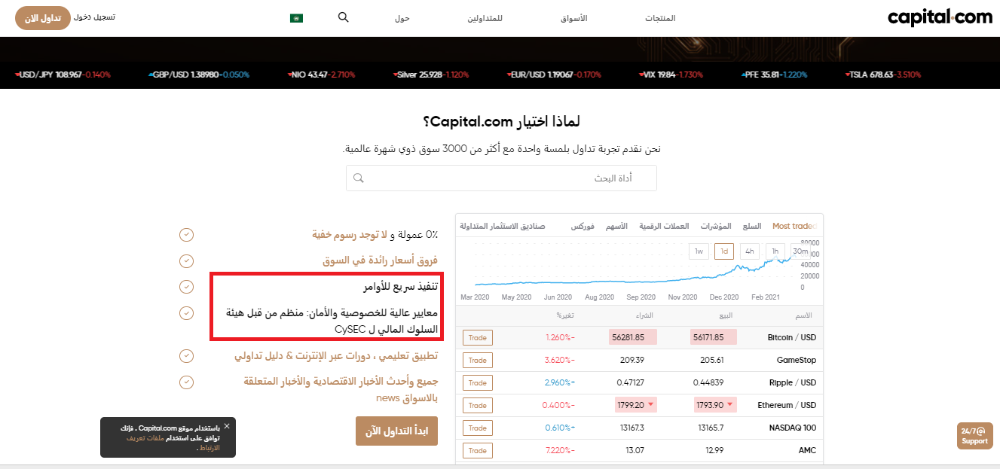 capital.com
المنتجات
الأسواق
للمتداولين
حول
تسجيل دخول
تداول الان
USD/JPY 108.967 -0.140%
GBP/USD 1.38980 +0.050%
NIO 43.47 -2.710%
Silver 25.928 -1.120%
EUR/USD 1.19067 -0.170%
VIX 19.84 -1.730%
PFE 35.81 +1.220%
TSLA 678.63 -3.510%
لماذا اختيار Capital.com؟
نحن نقدم تجربة تداول بلمسة واحدة مع أكثر من 3000 سوق ذوي شهرة عالمية.
أداة البحث
Most traded السلع المؤشرات العملات الرقمية الأسهم فوركس صناديق الاستثمار المتداولة
1w 1d 4h 1h 30m
80000
60000
40000
20000
0
Mar 2020 May 2020 Jun 2020 Aug 2020 Sep 2020 Nov 2020 Dec 2020 Feb 2021
الاسم البيع الشراء تغير%
Bitcoin / USD 56171.85 56281.85 -1.260% Trade
GameStop 205.61 209.39 -3.620% Trade
Ripple / USD 0.44839 0.47127 +2.960% Trade
Ethereum / USD 1793.90 1799.20 -0.400% Trade
NASDAQ 100 13165.7 13167.3 +0.610% Trade
AMC 12.99 13.07 -7.220% Trade
0٪ عمولة و لا توجد رسوم خفية
فروق أسعار رائدة في السوق
تنفيذ سريع للأوامر
معايير عالية للخصوصية والأمان: منظم من قبل هيئة
السلوك المالي ل CySEC
تطبيق تعليمي ، دورات عبر الإنترنت & دليل تداولي
جميع وأحدث الأخبار الاقتصادية والأخبار المتعلقة
بالاسواق news
ابدأ التداول الآن
باستخدام موقع Capital.com ، فإنك
توافق على استخدام ملفات تعريف
الارتباط .
24/7
Support